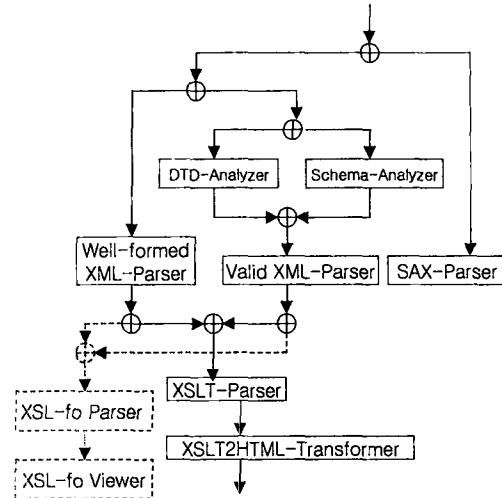 DTD-Analyzer
Schema-Analyzer
Well-formed
XML-Parser
Valid XML-Parser
SAX-Parser
XSLT-Parser
XSL-fo Parser
XSLT2HTML-Transformer
XSL-fo Viewer